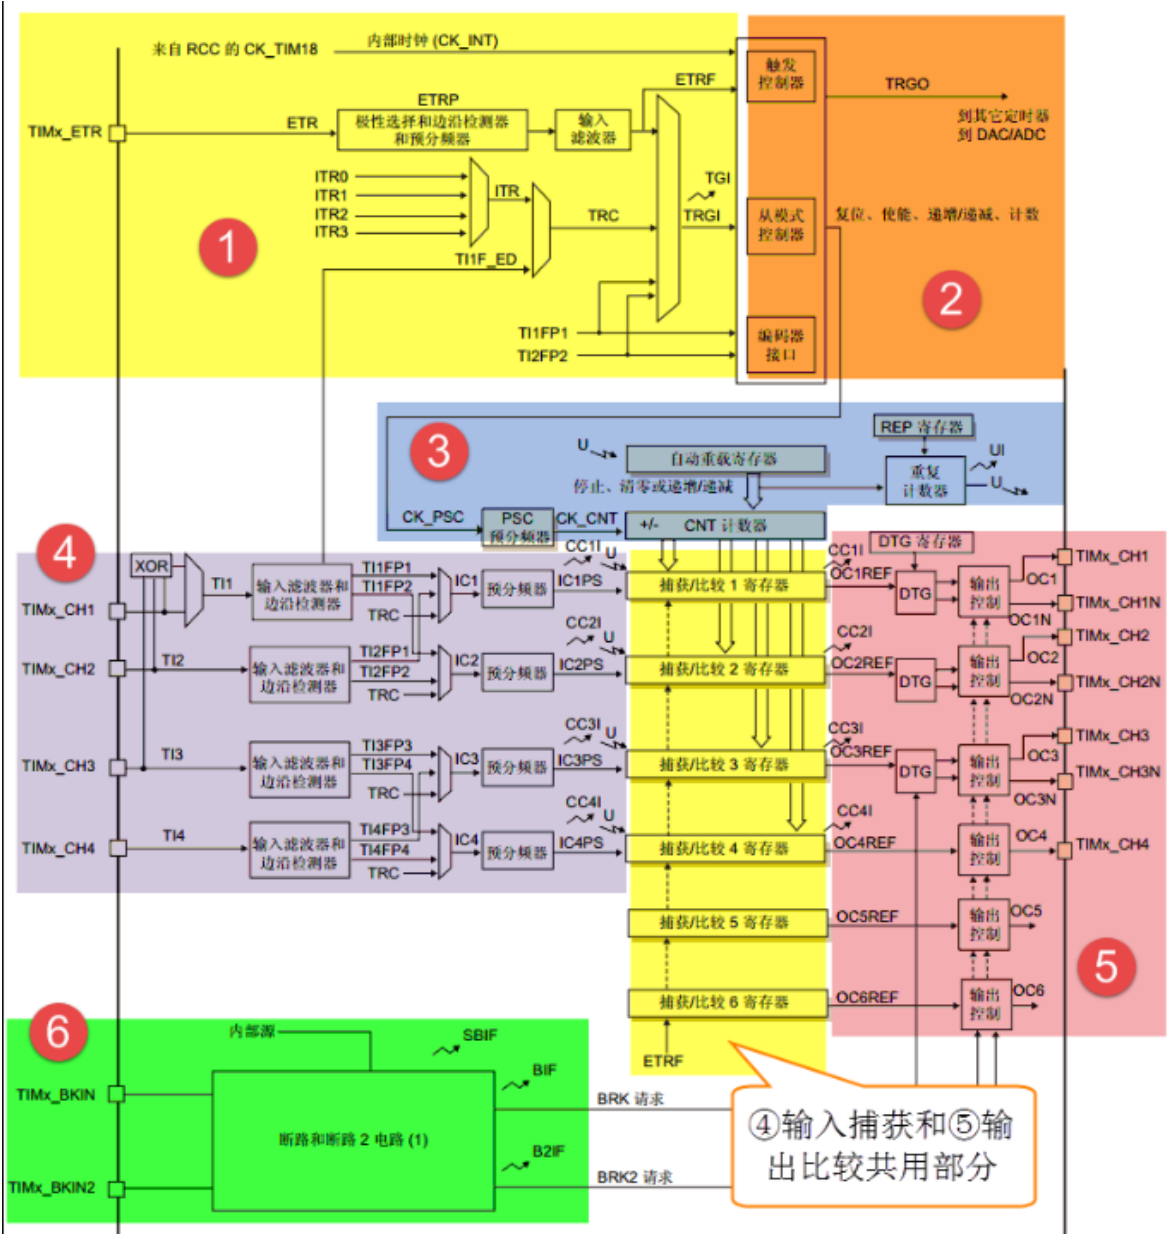 来自 RCC 的 CK_TIM18
内部时钟 (CK_INT)
触发
控制器
TRGO
到其它定时器
到 DAC/ADC
ETRF
ETRP
TIMx_ETR
ETR
极性选择和边沿检测器
和预分频器
输入
滤波器
ITR0
ITR1
ITR2
ITR3
ITR
TRC
TGI
TRGI
从模式
控制器
复位、使能、递增/递减、计数
1
TI1F_ED
2
TI1FP1
TI2FP2
编码器
接口
3
REP 寄存器
U
自动重载寄存器
UI
重复
计数器
U
停止、清零或递增/递减
CK_PSC
PSC
预分频器
CK_CNT
+/-
CNT 计数器
4
XOR
TI1
TIMx_CH1
输入滤波器和
边沿检测器
TI1FP1
TI1FP2
TRC
IC1
预分频器
IC1PS
CC1I
U
捕获/比较 1 寄存器
CC1I
OC1REF
DTG 寄存器
DTG
输出
控制
OC1
TIMx_CH1
TIMx_CH1N
OC1N
TIMx_CH2
TI2
输入滤波器和
边沿检测器
TI2FP1
TI2FP2
TRC
IC2
预分频器
IC2PS
CC2I
U
捕获/比较 2 寄存器
CC2I
OC2REF
DTG
输出
控制
OC2
TIMx_CH2
TIMx_CH2N
OC2N
TIMx_CH3
TI3
输入滤波器和
边沿检测器
TI3FP3
TI3FP4
TRC
IC3
预分频器
IC3PS
CC3I
U
捕获/比较 3 寄存器
CC3I
OC3REF
DTG
输出
控制
OC3
TIMx_CH3
TIMx_CH3N
OC3N
TIMx_CH4
TI4
输入滤波器和
边沿检测器
TI4FP3
TI4FP4
TRC
IC4
预分频器
IC4PS
CC4I
U
捕获/比较 4 寄存器
CC4I
OC4REF
输出
控制
OC4
TIMx_CH4
捕获/比较 5 寄存器
OC5REF
输出
控制
OC5
5
捕获/比较 6 寄存器
OC6REF
输出
控制
OC6
ETRF
6
内部源
SBIF
TIMx_BKIN
BIF
BRK 请求
断路和断路 2 电路 (1)
B2IF
BRK2 请求
TIMx_BKIN2
④输入捕获和⑤输
出比较共用部分